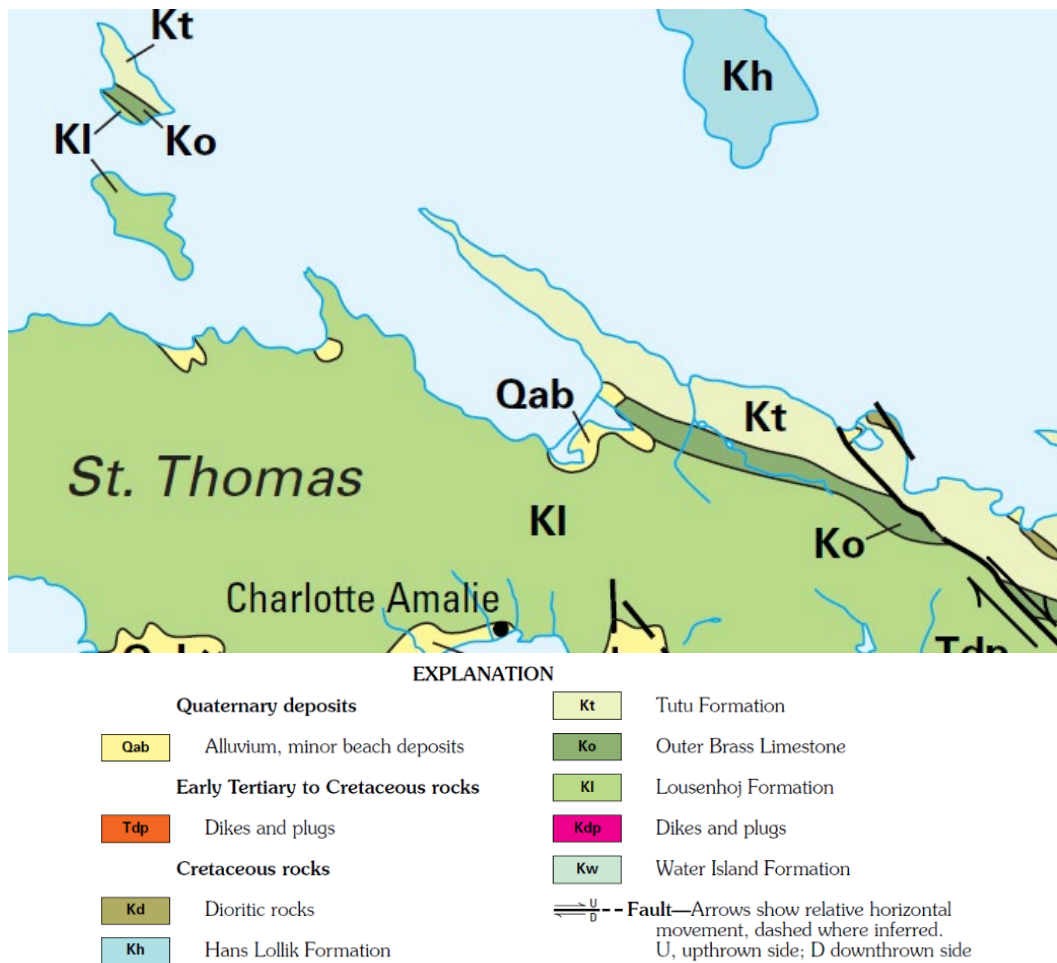 Kt
Kh
Kl
Ko
Qab
Kt
St. Thomas
Kl
Ko
Charlotte Amalie
Tdp
EXPLANATION
Quaternary deposits
Qab Alluvium, minor beach deposits
Early Tertiary to Cretaceous rocks
Tdp Dikes and plugs
Cretaceous rocks
Kd Dioritic rocks
Kh Hans Lollik Formation
Kt Tutu Formation
Ko Outer Brass Limestone
Kl Lousenhoj Formation
Kdp Dikes and plugs
Kw Water Island Formation
U
D
Fault—Arrows show relative horizontal
movement, dashed where inferred.
U, upthrown side; D downthrown side